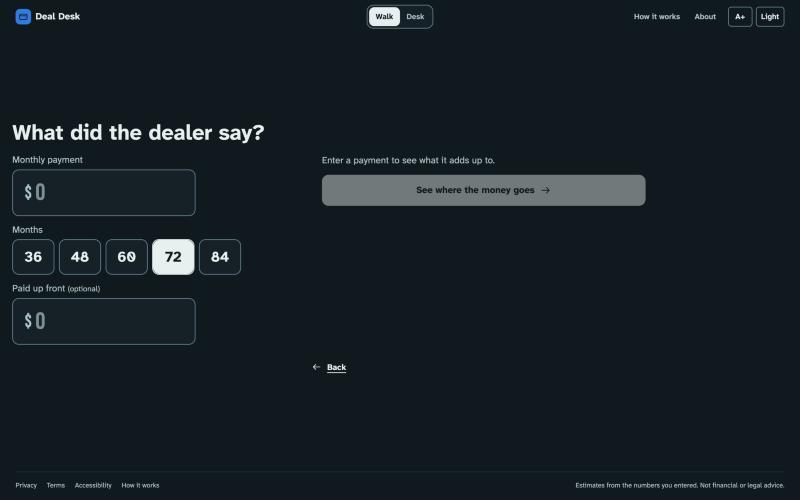 Deal Desk
Walk Desk
How it works About A+ Light
What did the dealer say?
Monthly payment
$ 0
Months
36 48 60 72 84
Paid up front (optional)
$ 0
Enter a payment to see what it adds up to.
See where the money goes →
← Back
Privacy Terms Accessibility How it works
Estimates from the numbers you entered. Not financial or legal advice.